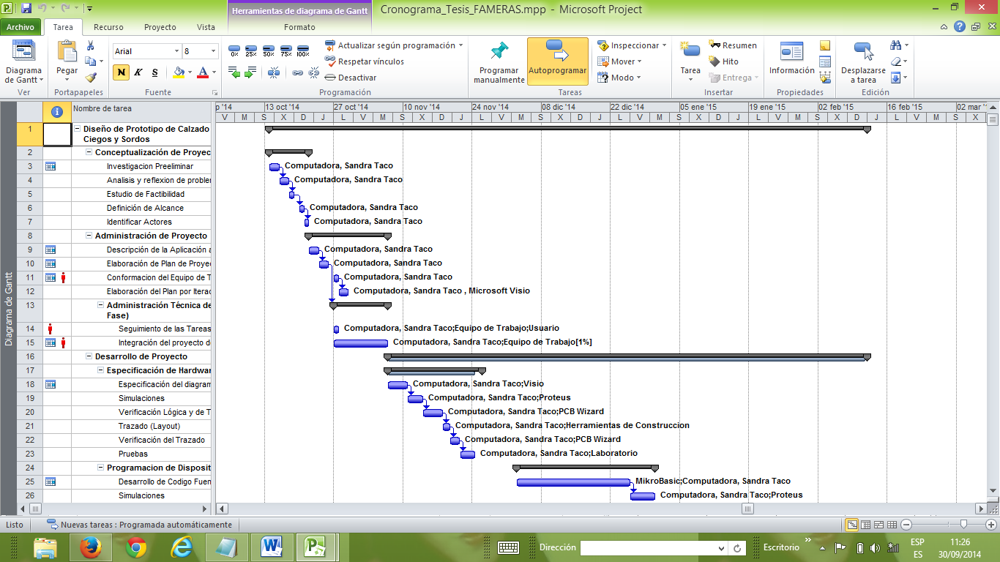 Herramientas de diagrama de Gantt
Cronograma_Tesis_FAMERAS.mpp - Microsoft Project
Archivo Tarea Recurso Proyecto Vista Formato
Diagrama de Gantt
Ver
Pegar
Portapapeles
Arial 8
N K S A
Fuente
0% 25% 50% 75% 100%
Actualizar según programación
Respetar vínculos
Desactivar
Programación
Programar manualmente
Autoprogramar
Inspeccionar
Mover
Modo
Tareas
Tarea
Resumen
Hito
Entrega
Insertar
Información
Propiedades
Desplazarse a tarea
Edición
Nombre de tarea
p '14 13 oct '14 27 oct '14 10 nov '14 24 nov '14 08 dic '14 22 dic '14 05 ene '15 19 ene '15 02 feb '15 16 feb '15 02 mar
V M S X D J L V M S X D J L V M S X D J L V M S X D J L V M S X
Diagrama de Gantt
1 Diseño de Prototipo de Calzado
Ciegos y Sordos
2 Conceptualización de Proyec
3 Investigacion Preeliminar Computadora, Sandra Taco
4 Analisis y reflexion de problem Computadora, Sandra Taco
5 Estudio de Factibilidad
6 Definición de Alcance Computadora, Sandra Taco
7 Identificar Actores Computadora, Sandra Taco
8 Administración de Proyecto
9 Descripción de la Aplicación a Computadora, Sandra Taco
10 Elaboración de Plan de Proye Computadora, Sandra Taco
11 Conformacion del Equipo de T Computadora, Sandra Taco
12 Elaboración del Plan por Iterac Computadora, Sandra Taco , Microsoft Visio
13 Administración Técnica de
Fase)
14 Seguimiento de las Tareas Computadora, Sandra Taco;Equipo de Trabajo;Usuario
15 Integración del proyecto d Computadora, Sandra Taco;Equipo de Trabajo[1%]
16 Desarrollo de Proyecto
17 Especificación de Hardwar
18 Especificación del diagram Computadora, Sandra Taco;Visio
19 Simulaciones Computadora, Sandra Taco;Proteus
20 Verificación Lógica y de T Computadora, Sandra Taco;PCB Wizard
21 Trazado (Layout) Computadora, Sandra Taco;Herramientas de Construccion
22 Verificación del Trazado Computadora, Sandra Taco;PCB Wizard
23 Pruebas Computadora, Sandra Taco;Laboratorio
24 Programacion de Disposit
25 Desarrollo de Codigo Fuen MikroBasic;Computadora, Sandra Taco
26 Simulaciones Computadora, Sandra Taco;Proteus
Listo Nuevas tareas : Programada automáticamente
Dirección Escritorio ESP ES 11:26 30/09/2014